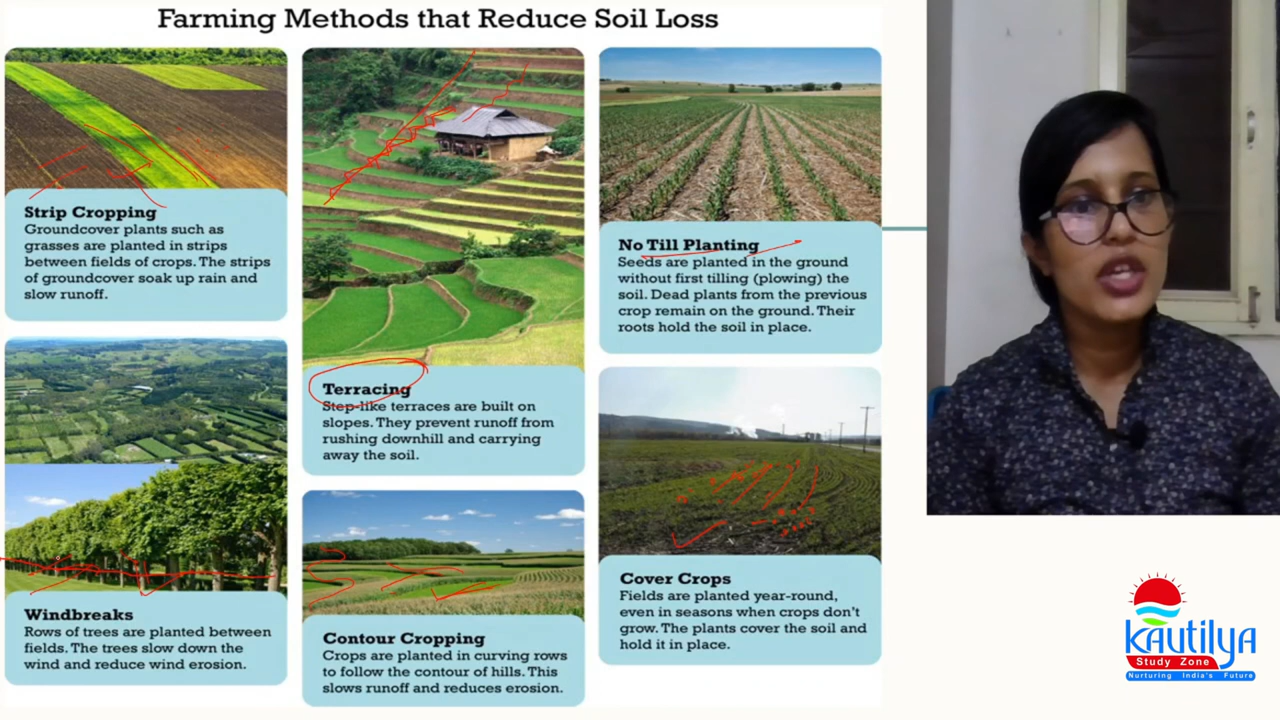 Farming Methods that Reduce Soil Loss
Strip Cropping
Groundcover plants such as
grasses are planted in strips
between fields of crops. The strips
of groundcover soak up rain and
slow runoff.
Windbreaks
Rows of trees are planted between
fields. The trees slow down the
wind and reduce wind erosion.
Terracing
Step-like terraces are built on
slopes. They prevent runoff from
rushing downhill and carrying
away the soil.
Contour Cropping
Crops are planted in curving rows
to follow the contour of hills. This
slows runoff and reduces erosion.
No Till Planting
Seeds are planted in the ground
without first tilling (plowing) the
soil. Dead plants from the previous
crop remain on the ground. Their
roots hold the soil in place.
Cover Crops
Fields are planted year-round,
even in seasons when crops don't
grow. The plants cover the soil and
hold it in place.
kautilya
Study Zone
Nurturing India's Future